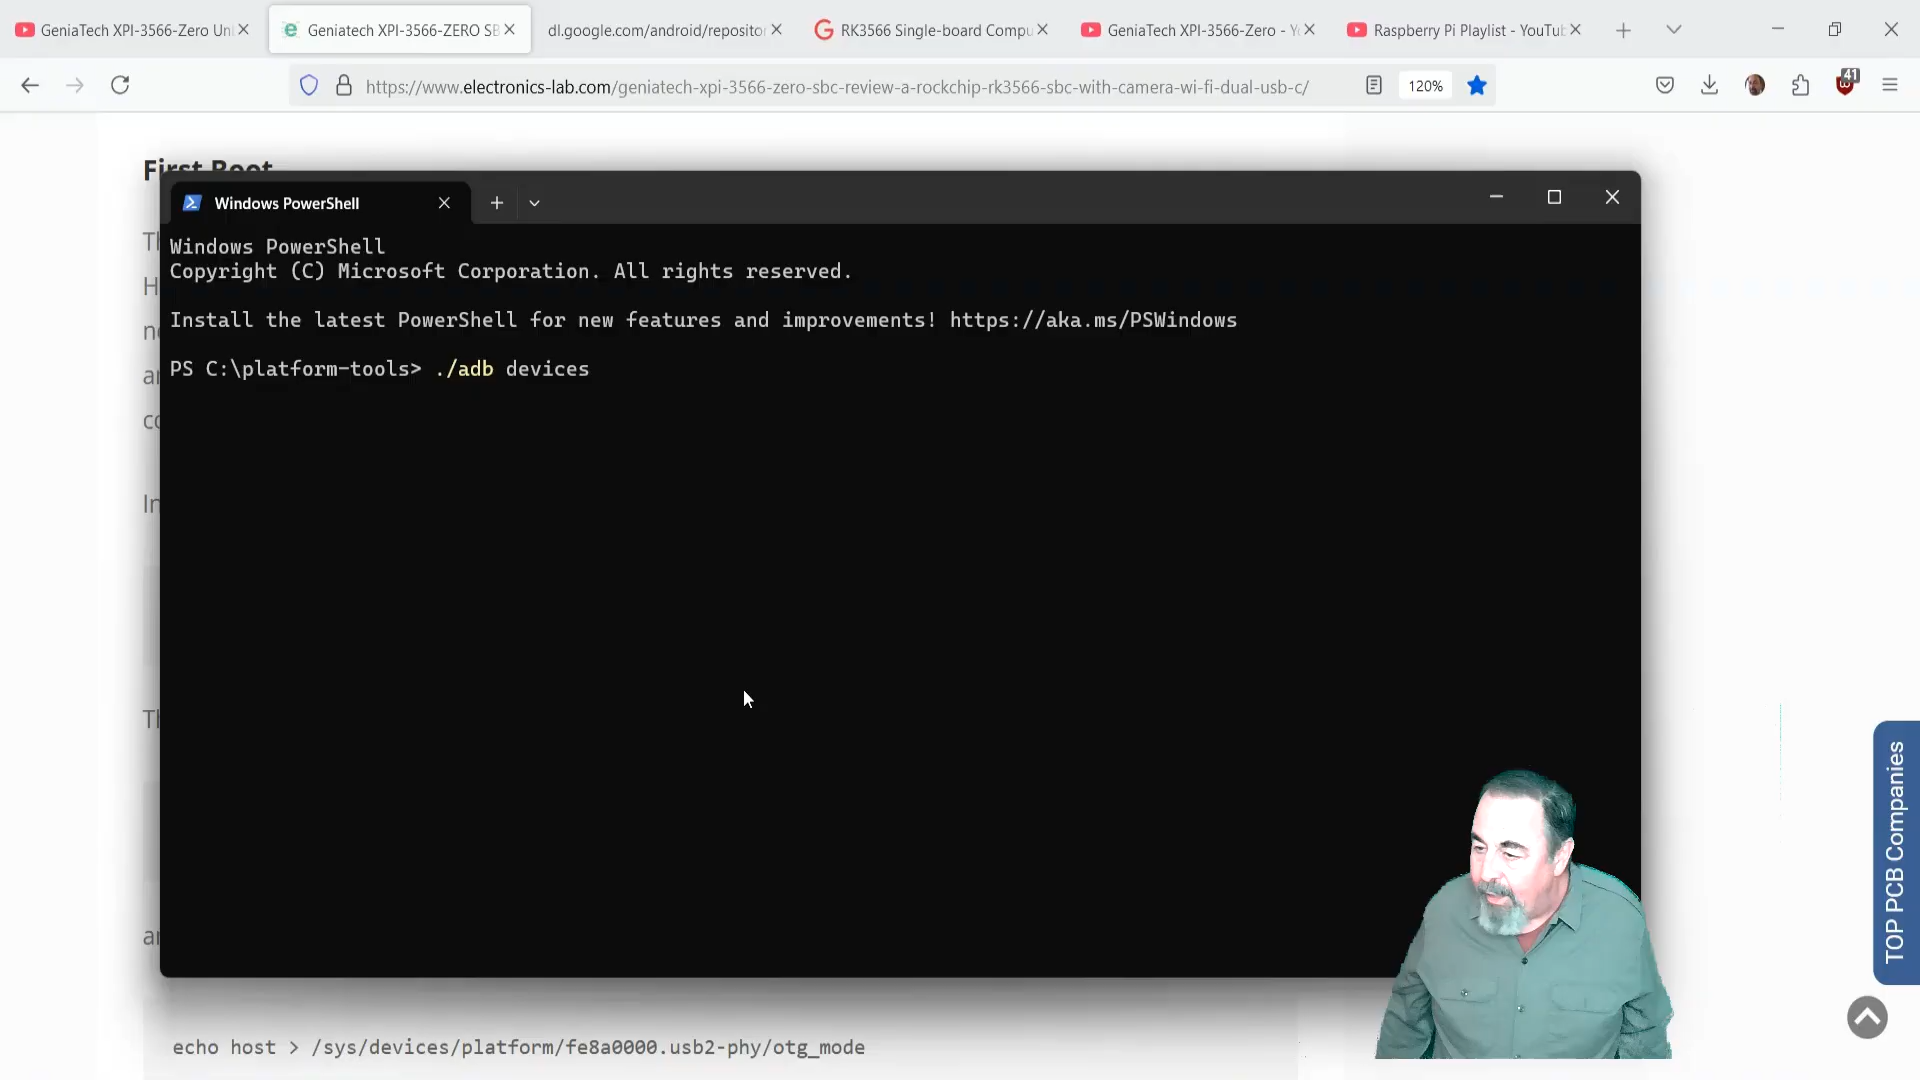 GeniaTech XPI-3566-Zero Un
Geniatech XPI-3566-ZERO SB
dl.google.com/android/reposito
RK3566 Single-board Compu
GeniaTech XPI-3566-Zero - Y
Raspberry Pi Playlist - YouTub
https://www.electronics-lab.com/geniatech-xpi-3566-zero-sbc-review-a-rockchip-rk3566-sbc-with-camera-wi-fi-dual-usb-c/
120%
41
First Boot
Windows PowerShell
Windows PowerShell
Copyright (C) Microsoft Corporation. All rights reserved.
Install the latest PowerShell for new features and improvements! https://aka.ms/PSWindows
PS C:\platform-tools> ./adb devices
TOP PCB Companies
echo host > /sys/devices/platform/fe8a0000.usb2-phy/otg_mode